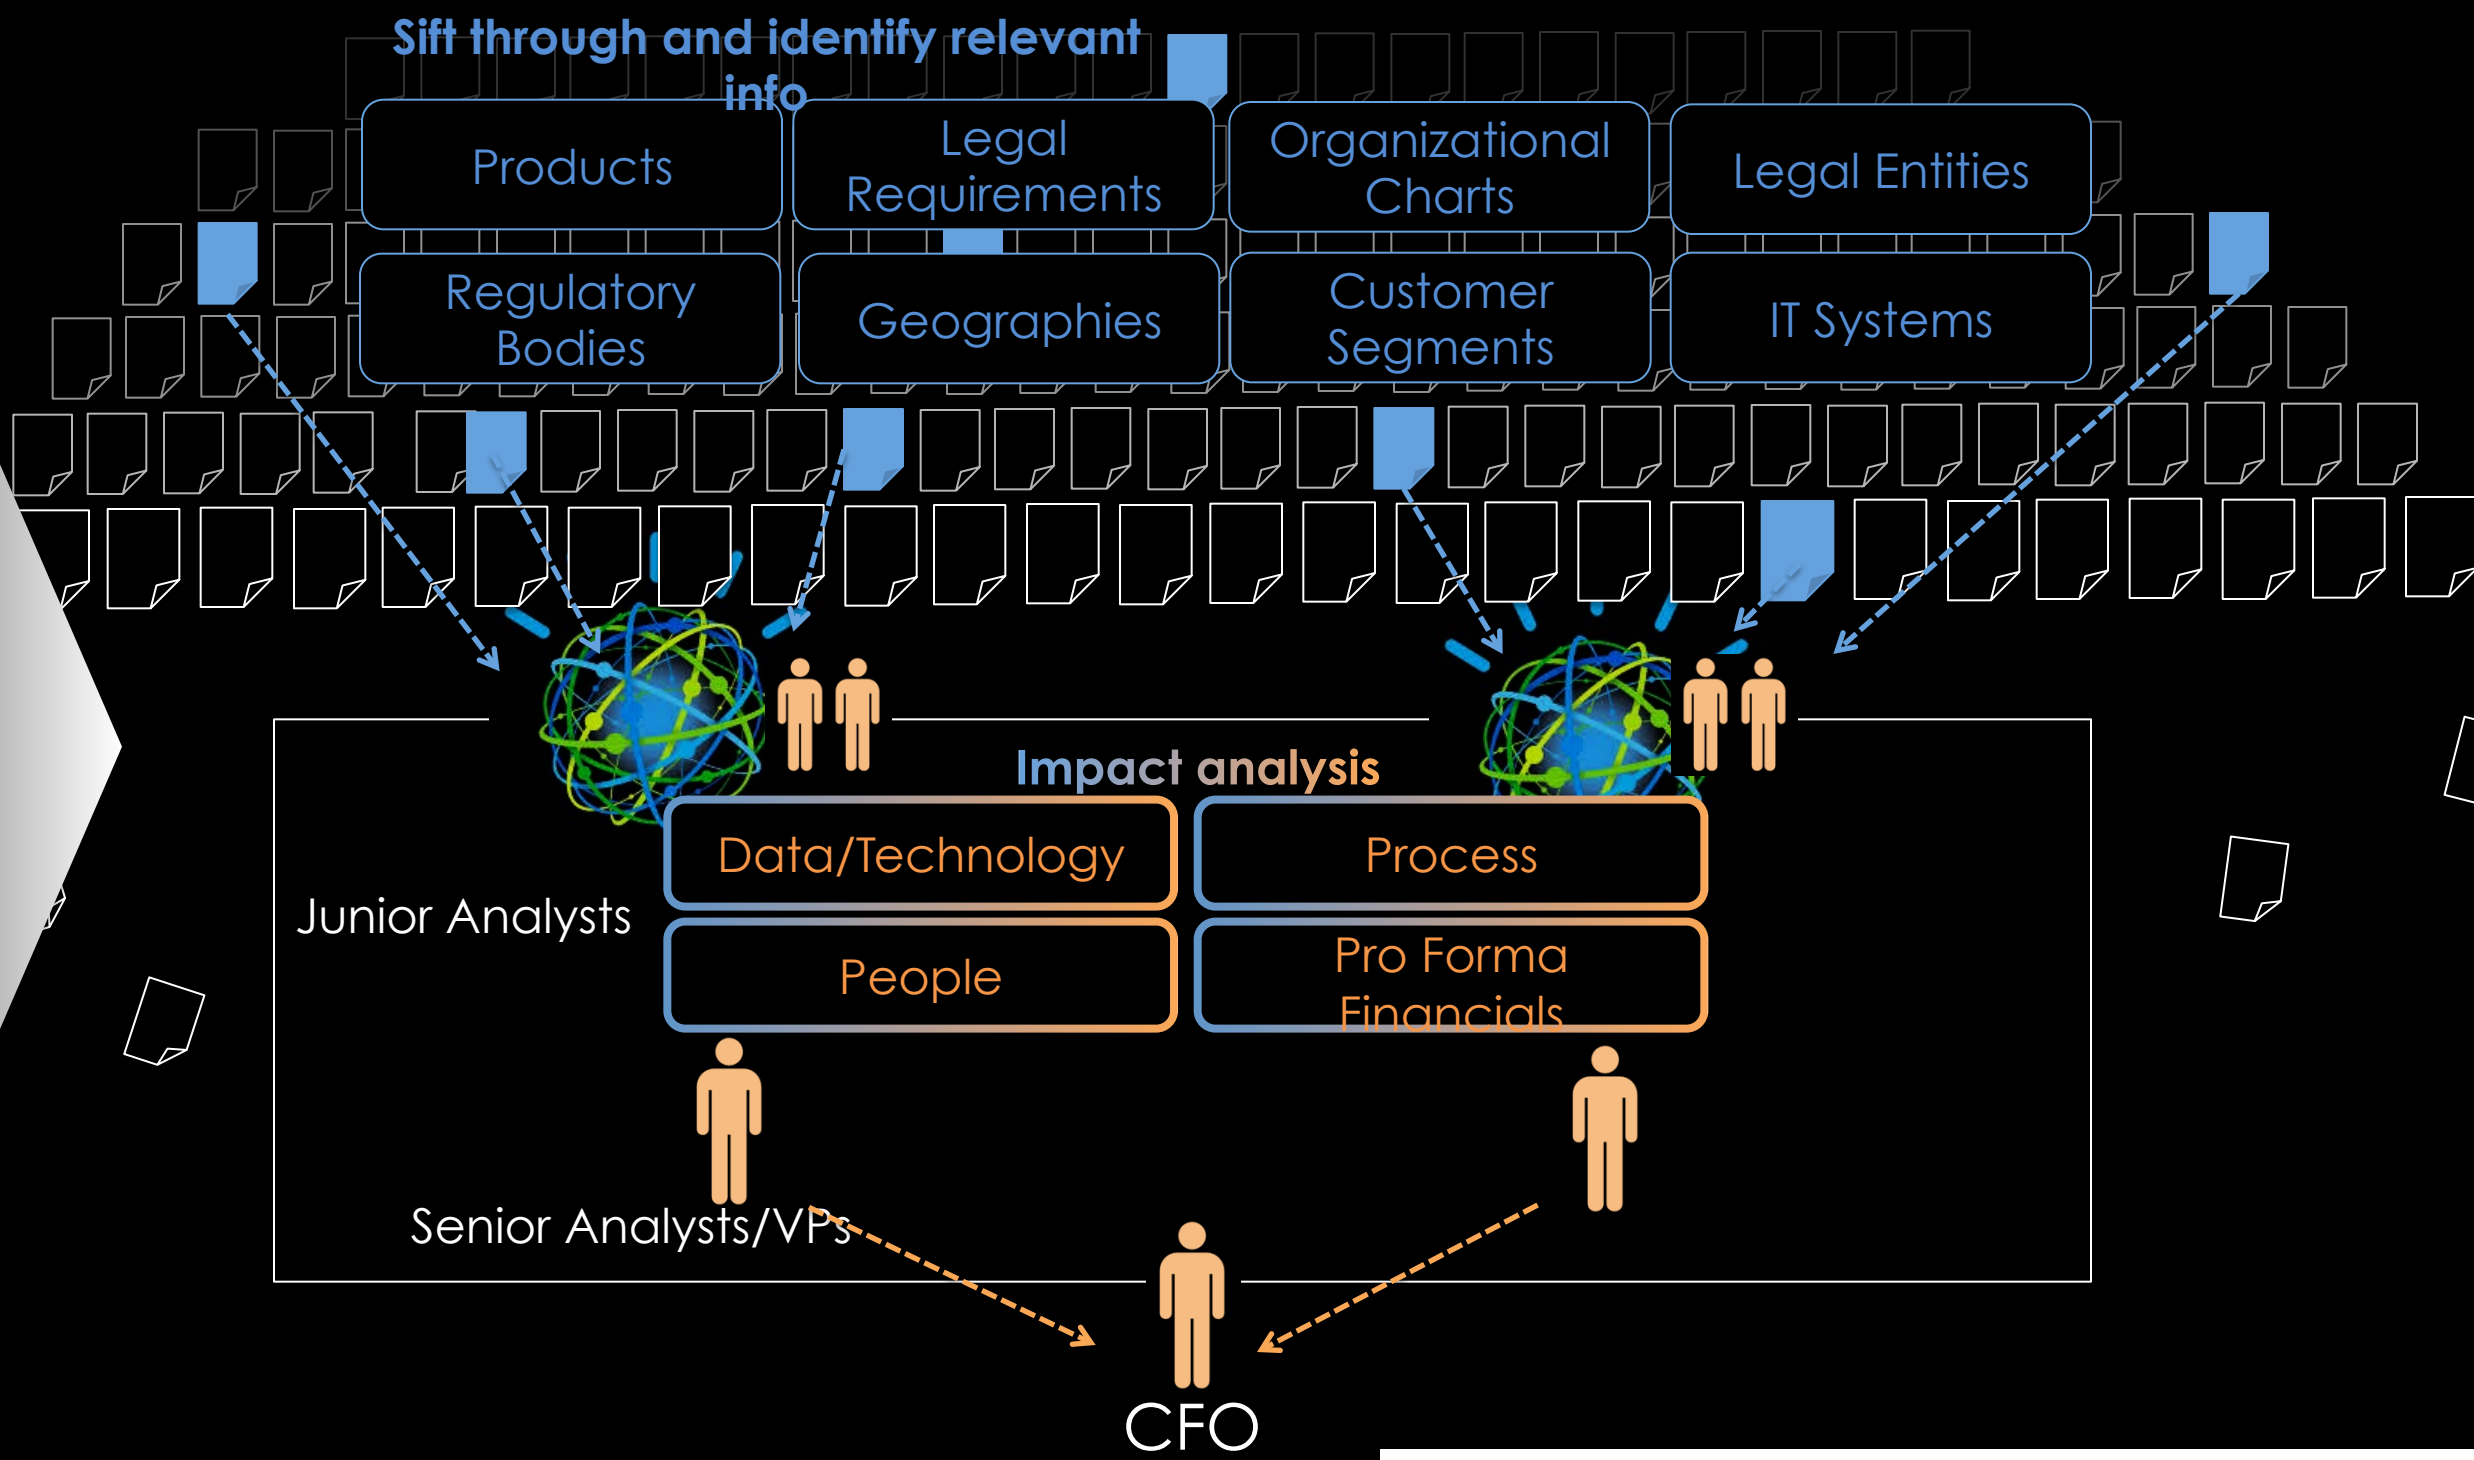 Sift through and identify relevant
info
Products
Legal
Requirements
Organizational
Charts
Legal Entities
Regulatory
Bodies
Geographies
Customer
Segments
IT Systems
Impact analysis
Data/Technology
Process
Junior Analysts
People
Pro Forma
Financials
Senior Analysts/VPs
CFO